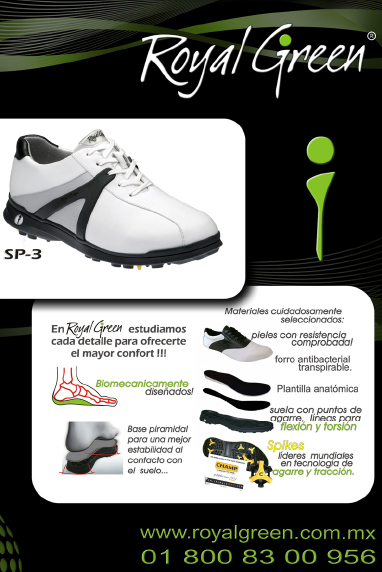 Royal Green®
Royal Green
SP-3
En Royal Green estudiamos
cada detalle para ofrecerte
el mayor confort !!!
Biomecanicamente
diseñados!
Base piramidal
para una mejor
estabilidad al
contacto con
el suelo...
Materiales cuidadosamente
seleccionados:
pieles con resistencia
comprobada!
forro antibacterial
transpirable.
Plantilla anatómica
suela con puntos de
agarre, líneas para
flexión y torsión
Spikes
líderes mundiales
en tecnología de
agarre y tracción.
CHAMP
www.royalgreen.com.mx
01 800 83 00 956